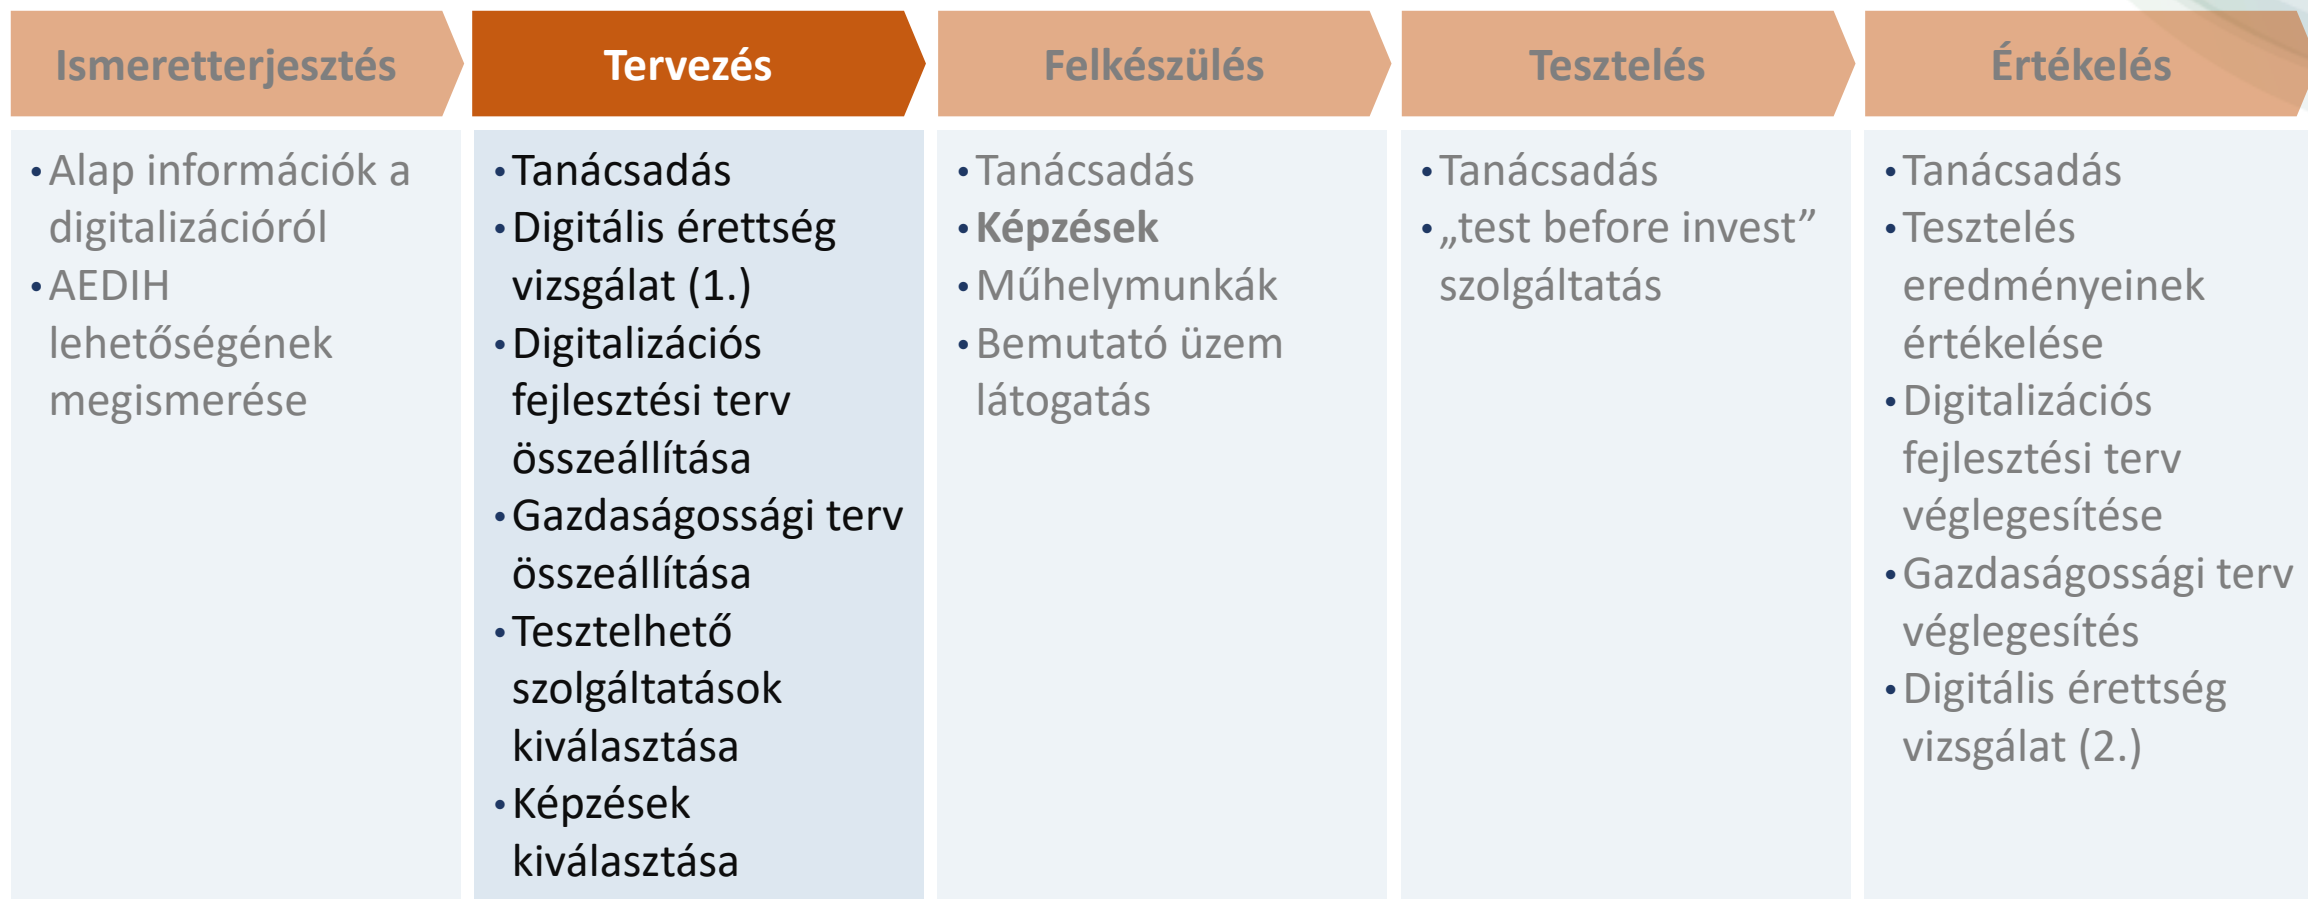 Ismeretterjesztés
• Alap információk a
digitalizációról
• AEDIH
lehetőségének
megismerése
Tervezés
• Tanácsadás
• Digitális érettség
vizsgálat (1.)
• Digitalizációs
fejlesztési terv
összeállítása
• Gazdaságossági terv
összeállítása
• Tesztelhető
szolgáltatások
kiválasztása
• Képzések
kiválasztása
Felkészülés
• Tanácsadás
• Képzések
• Műhelymunkák
• Bemutató üzem
látogatás
Tesztelés
• Tanácsadás
• „test before invest”
szolgáltatás
Értékelés
• Tanácsadás
• Tesztelés
eredményeinek
értékelése
• Digitalizációs
fejlesztési terv
véglegesítése
• Gazdaságossági terv
véglegesítés
• Digitális érettség
vizsgálat (2.)